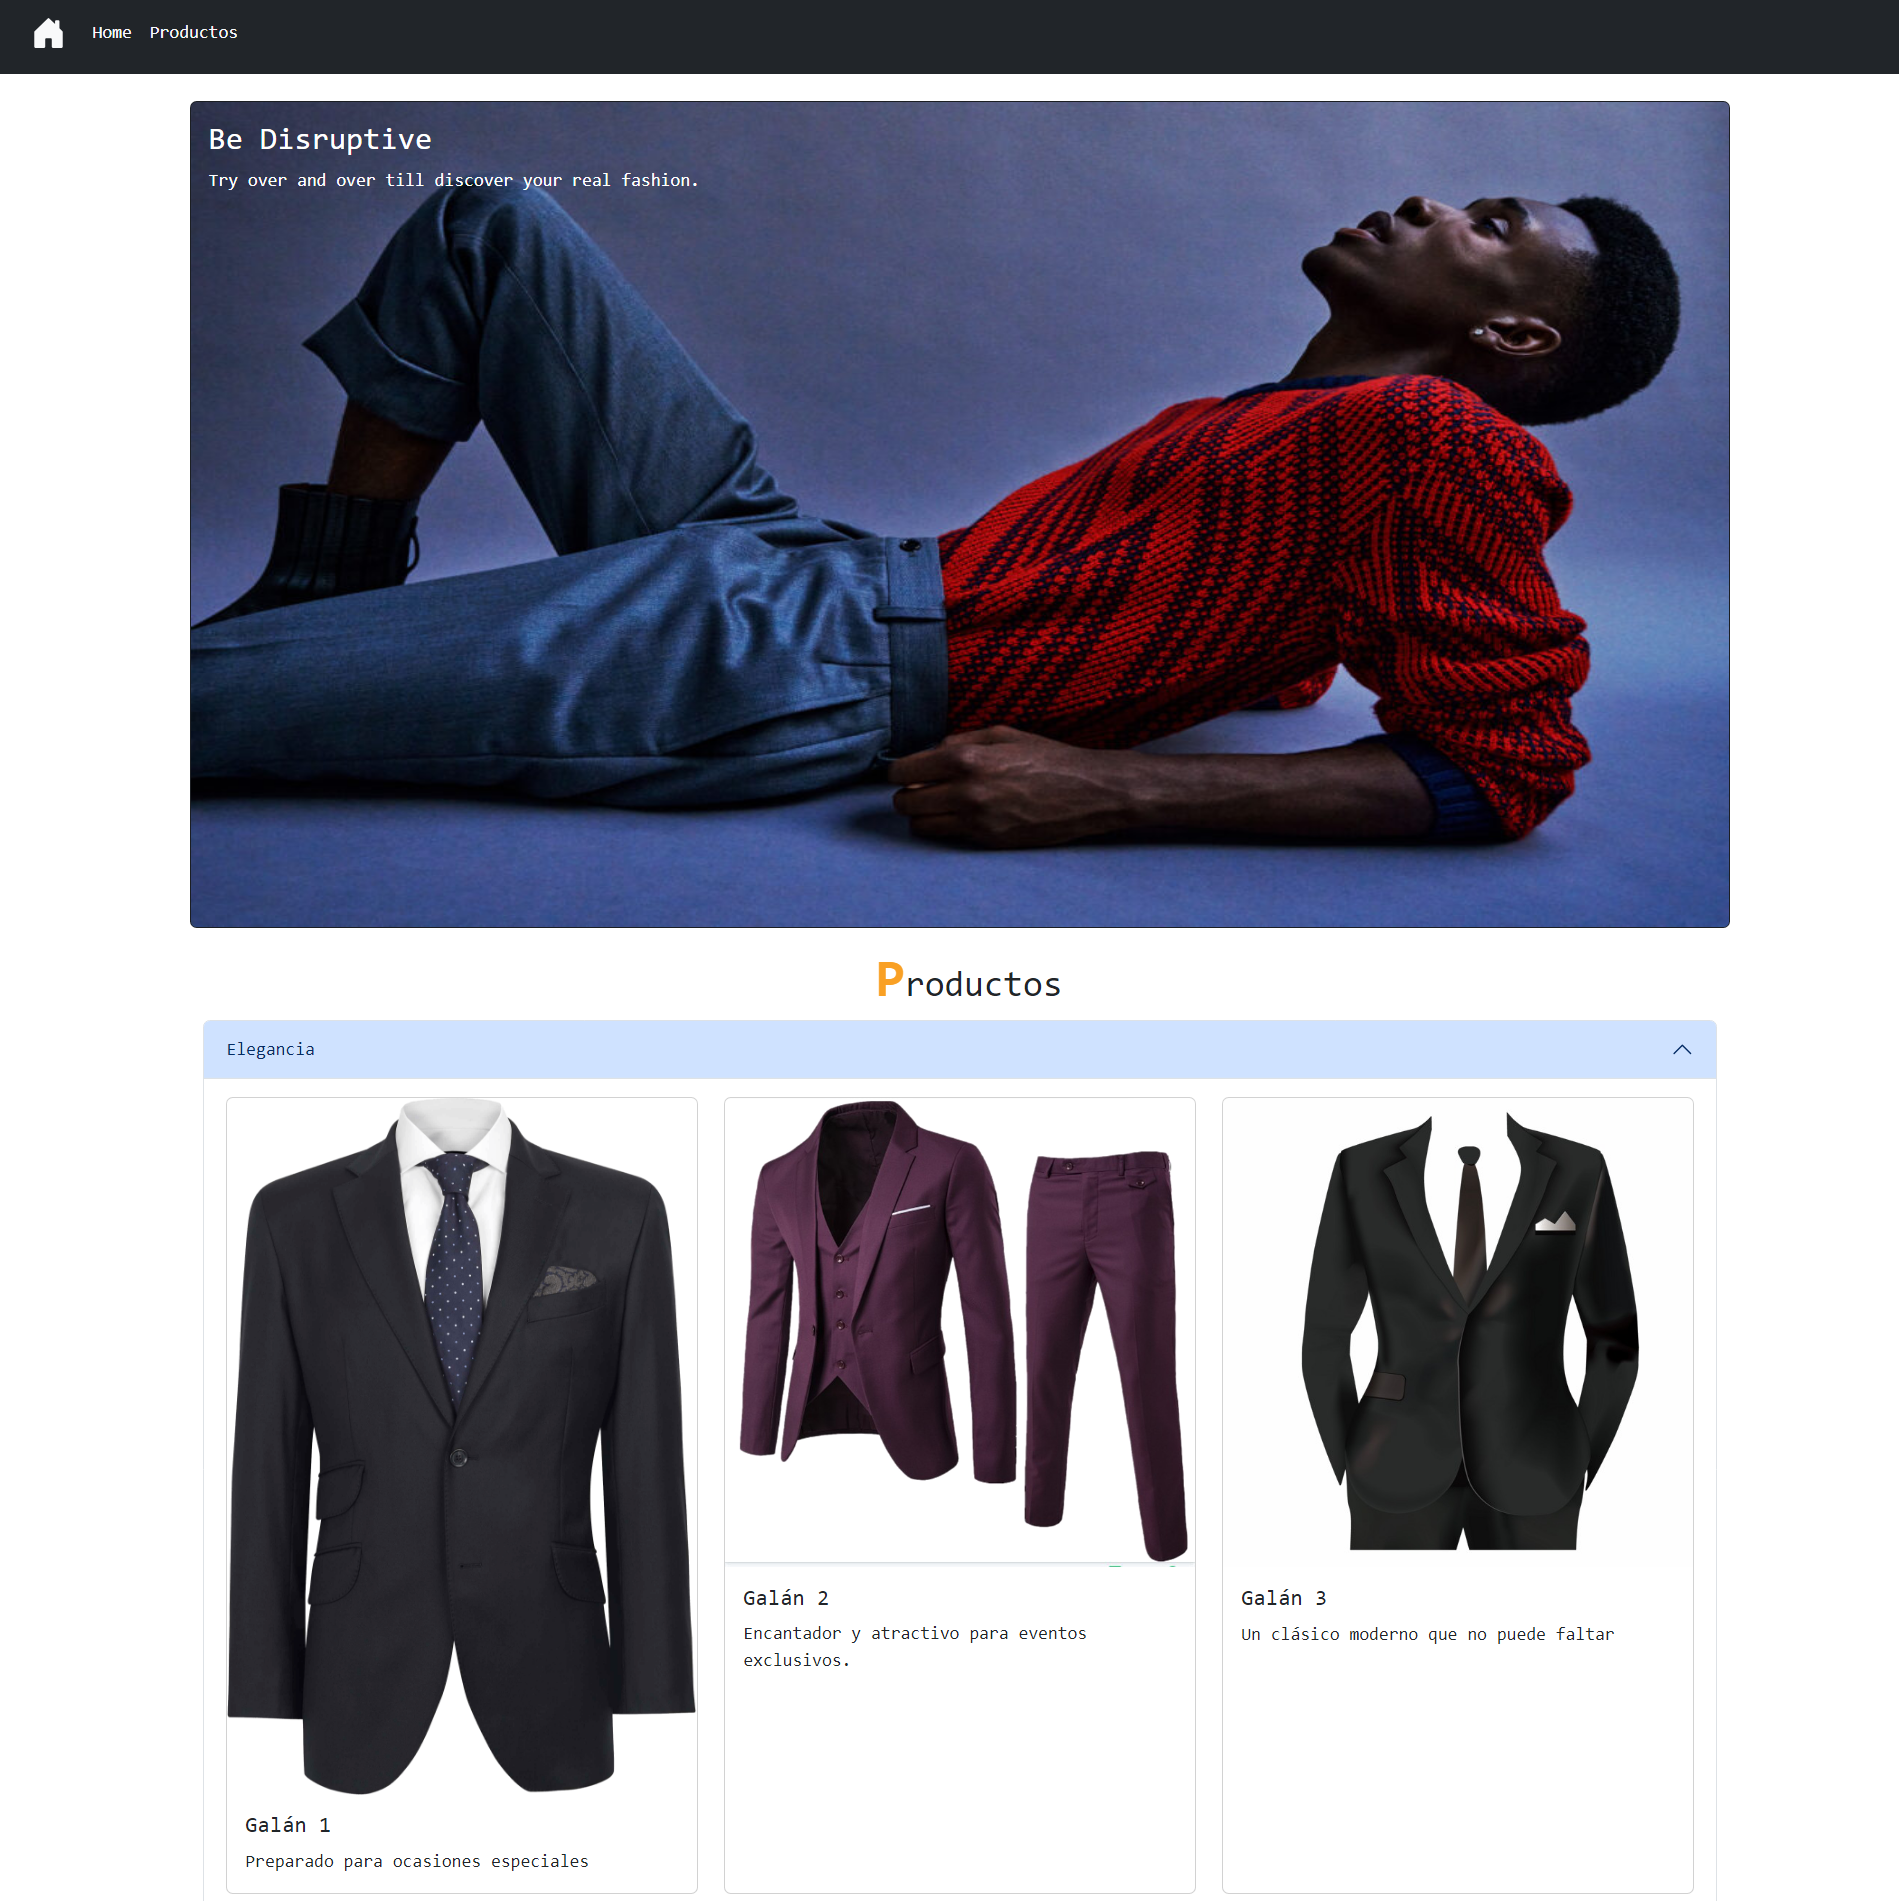 Home Productos
Be Disruptive
Try over and over till discover your real fashion.
Productos
Elegancia
Galán 1
Preparado para ocasiones especiales
Galán 2
Encantador y atractivo para eventos
exclusivos.
Galán 3
Un clásico moderno que no puede faltar